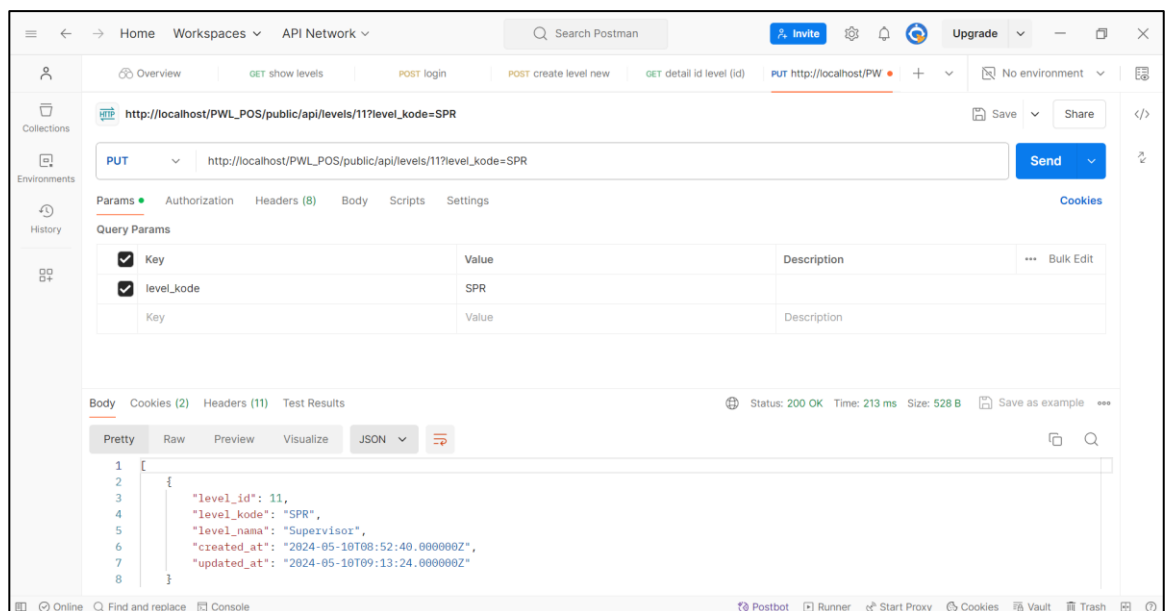 Home Workspaces API Network Search Postman Invite Upgrade
Overview GET show levels POST login POST create level new GET detail id level (id) PUT http://localhost/PW No environment
HTTP http://localhost/PWL_POS/public/api/levels/11?level_kode=SPR Save Share
Collections
PUT http://localhost/PWL_POS/public/api/levels/11?level_kode=SPR Send
Environments
Params Authorization Headers (8) Body Scripts Settings Cookies
History
Query Params
Key Value Description Bulk Edit
level_kode SPR
Key Value Description
Body Cookies (2) Headers (11) Test Results Status: 200 OK Time: 213 ms Size: 528 B Save as example
Pretty Raw Preview Visualize JSON
1 [
2 {
3 "level_id": 11,
4 "level_kode": "SPR",
5 "level_nama": "Supervisor",
6 "created_at": "2024-05-10T08:52:40.000000Z",
7 "updated_at": "2024-05-10T09:13:24.000000Z"
8 }
Online Find and replace Console Postbot Runner Start Proxy Cookies Vault Trash